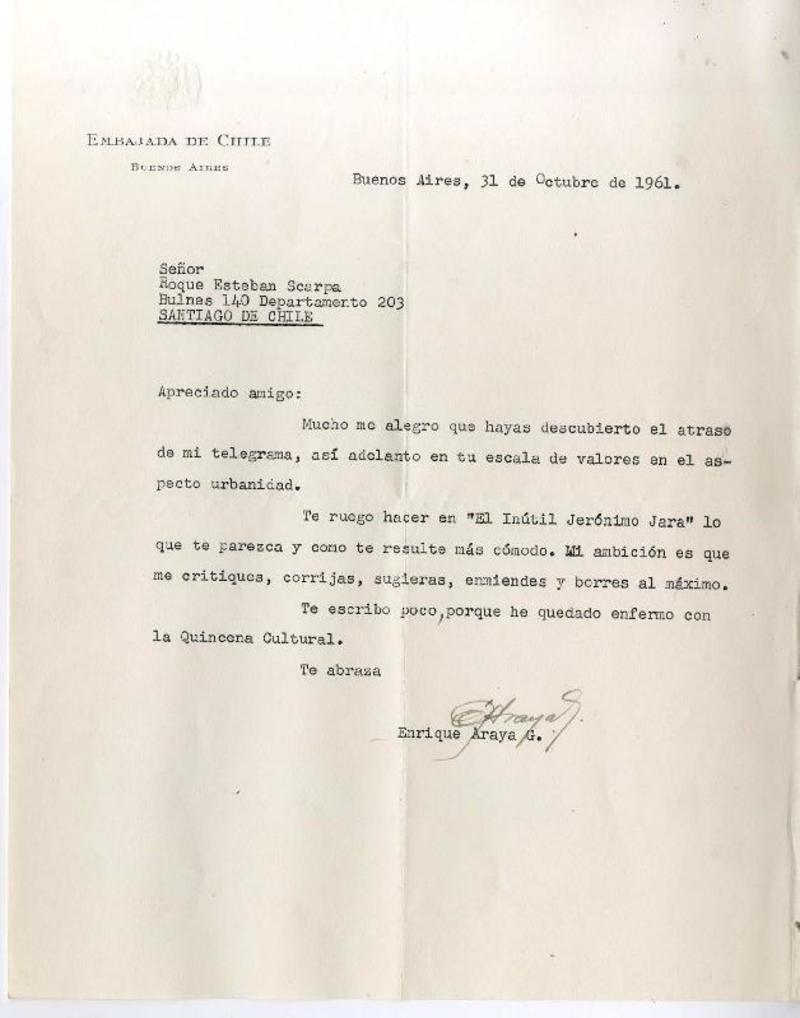 EMBAJADA DE CHILE
BUENOS AIRES
Buenos Aires, 31 de Octubre de 1961.
Señor
Roque Esteban Scarpa
Bulnes 140 Departamento 203
SANTIAGO DE CHILE
Apreciado amigo:
Mucho me alegro que hayas descubierto el atraso
de mi telegrama, así adelanto en tu escala de valores en el as-
pecto urbanidad.
Te ruego hacer en "El Inútil Jerónimo Jara" lo
que te parezca y como te resulte más cómodo. Mi ambición es que
me critiques, corrijas, sugieras, enmiendes y borres al máximo.
Te escribo poco, porque he quedado enfermo con
la Quincena Cultural.
Te abraza
EArayaG.
Enrique Araya G.